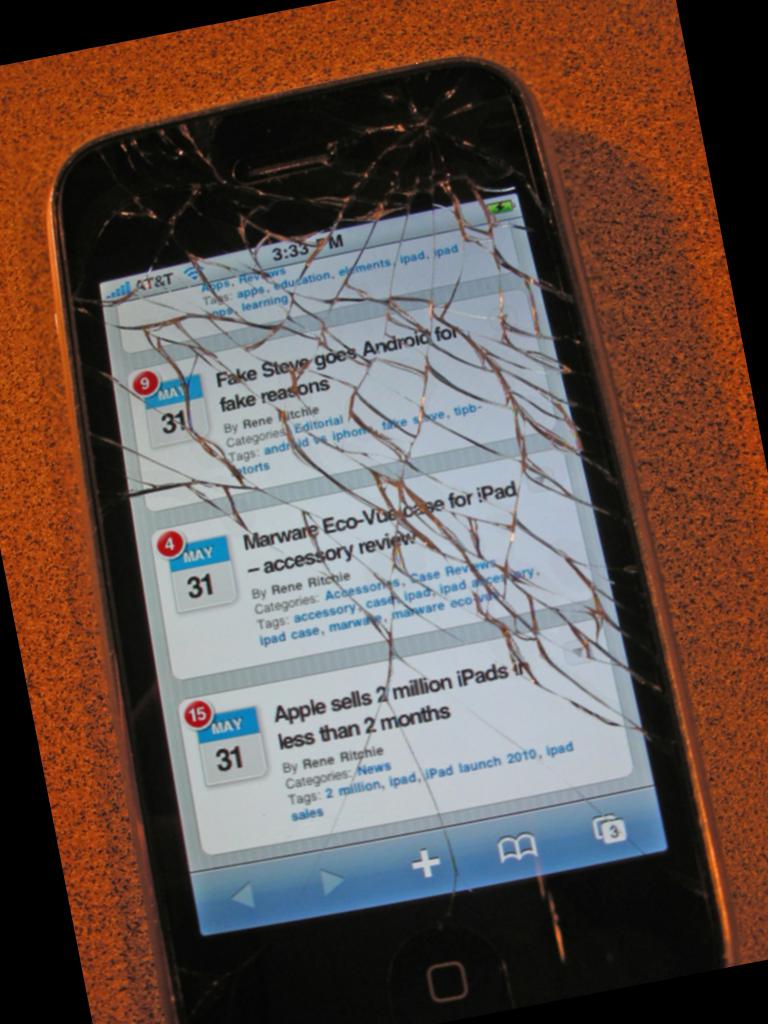 AT&T 3:33 PM
Apps, Reviews
Tags: apps, education, elements, ipad, ipad
apps, learning
9
MAY
31
Fake Steve goes Android for
fake reasons
By Rene Ritchie
Categories: Editorial
Tags: android vs iphone, fake steve, tipb-
retorts
4
MAY
31
Marware Eco-Vue case for iPad
– accessory review
By Rene Ritchie
Categories: Accessories, Case Reviews
Tags: accessory, case, ipad, ipad accessory,
ipad case, marware, marware eco-vue
15
MAY
31
Apple sells 2 million iPads in
less than 2 months
By Rene Ritchie
Categories: News
Tags: 2 million, ipad, iPad launch 2010, ipad
sales
3